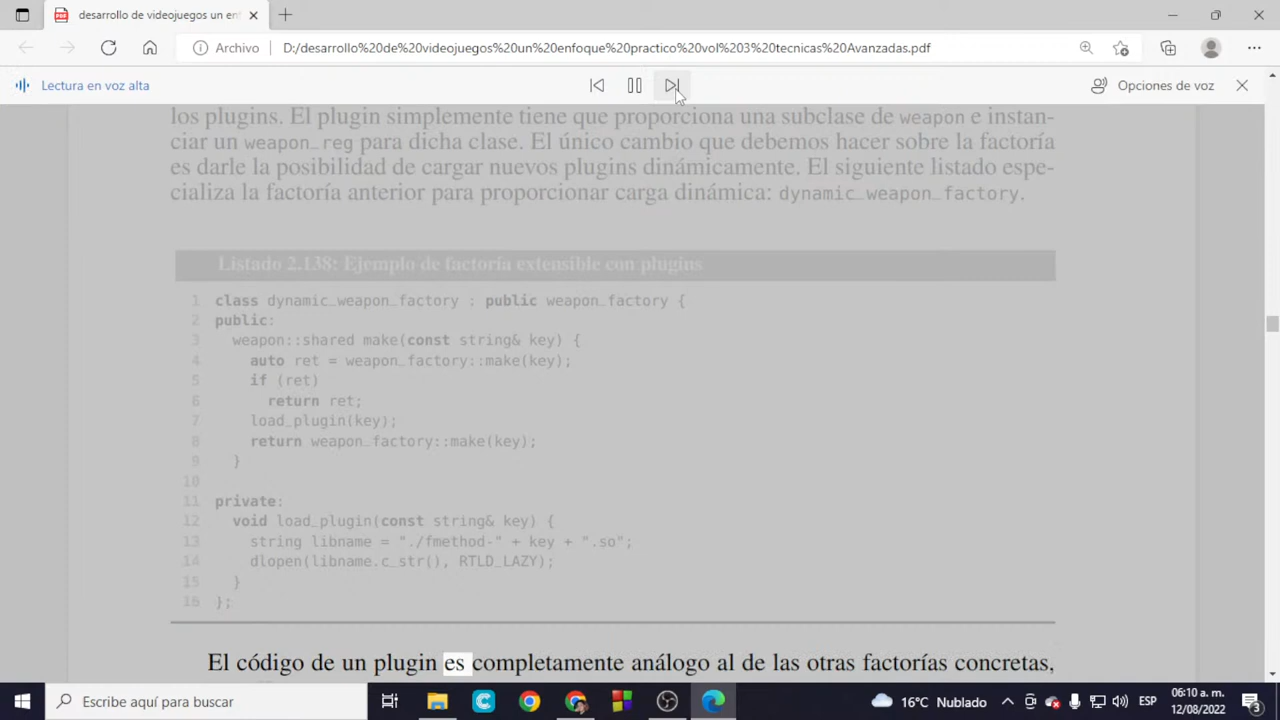 desarrollo de videojuegos un en
Archivo
D:/desarrollo%20de%20videojuegos%20un%20enfoque%20practico%20vol%203%20tecnicas%20Avanzadas.pdf
Lectura en voz alta
Opciones de voz
los plugins. El plugin simplemente tiene que proporciona una subclase de weapon e instan-
ciar un weapon_reg para dicha clase. El único cambio que debemos hacer sobre la factoría
es darle la posibilidad de cargar nuevos plugins dinámicamente. El siguiente listado espe-
cializa la factoría anterior para proporcionar carga dinámica: dynamic_weapon_factory.
Listado 2.138: Ejemplo de factoría extensible con plugins
1 class dynamic_weapon_factory : public weapon_factory {
2 public:
3 weapon::shared make(const string& key) {
4 auto ret = weapon_factory::make(key);
5 if (ret)
6 return ret;
7 load_plugin(key);
8 return weapon_factory::make(key);
9 }
10
11 private:
12 void load_plugin(const string& key) {
13 string libname = "./fmethod-" + key + ".so";
14 dlopen(libname.c_str(), RTLD_LAZY);
15 }
16 };
El código de un plugin es completamente análogo al de las otras factorías concretas,
Escribe aquí para buscar
16°C Nublado
ESP
06:10 a. m.
12/08/2022
3